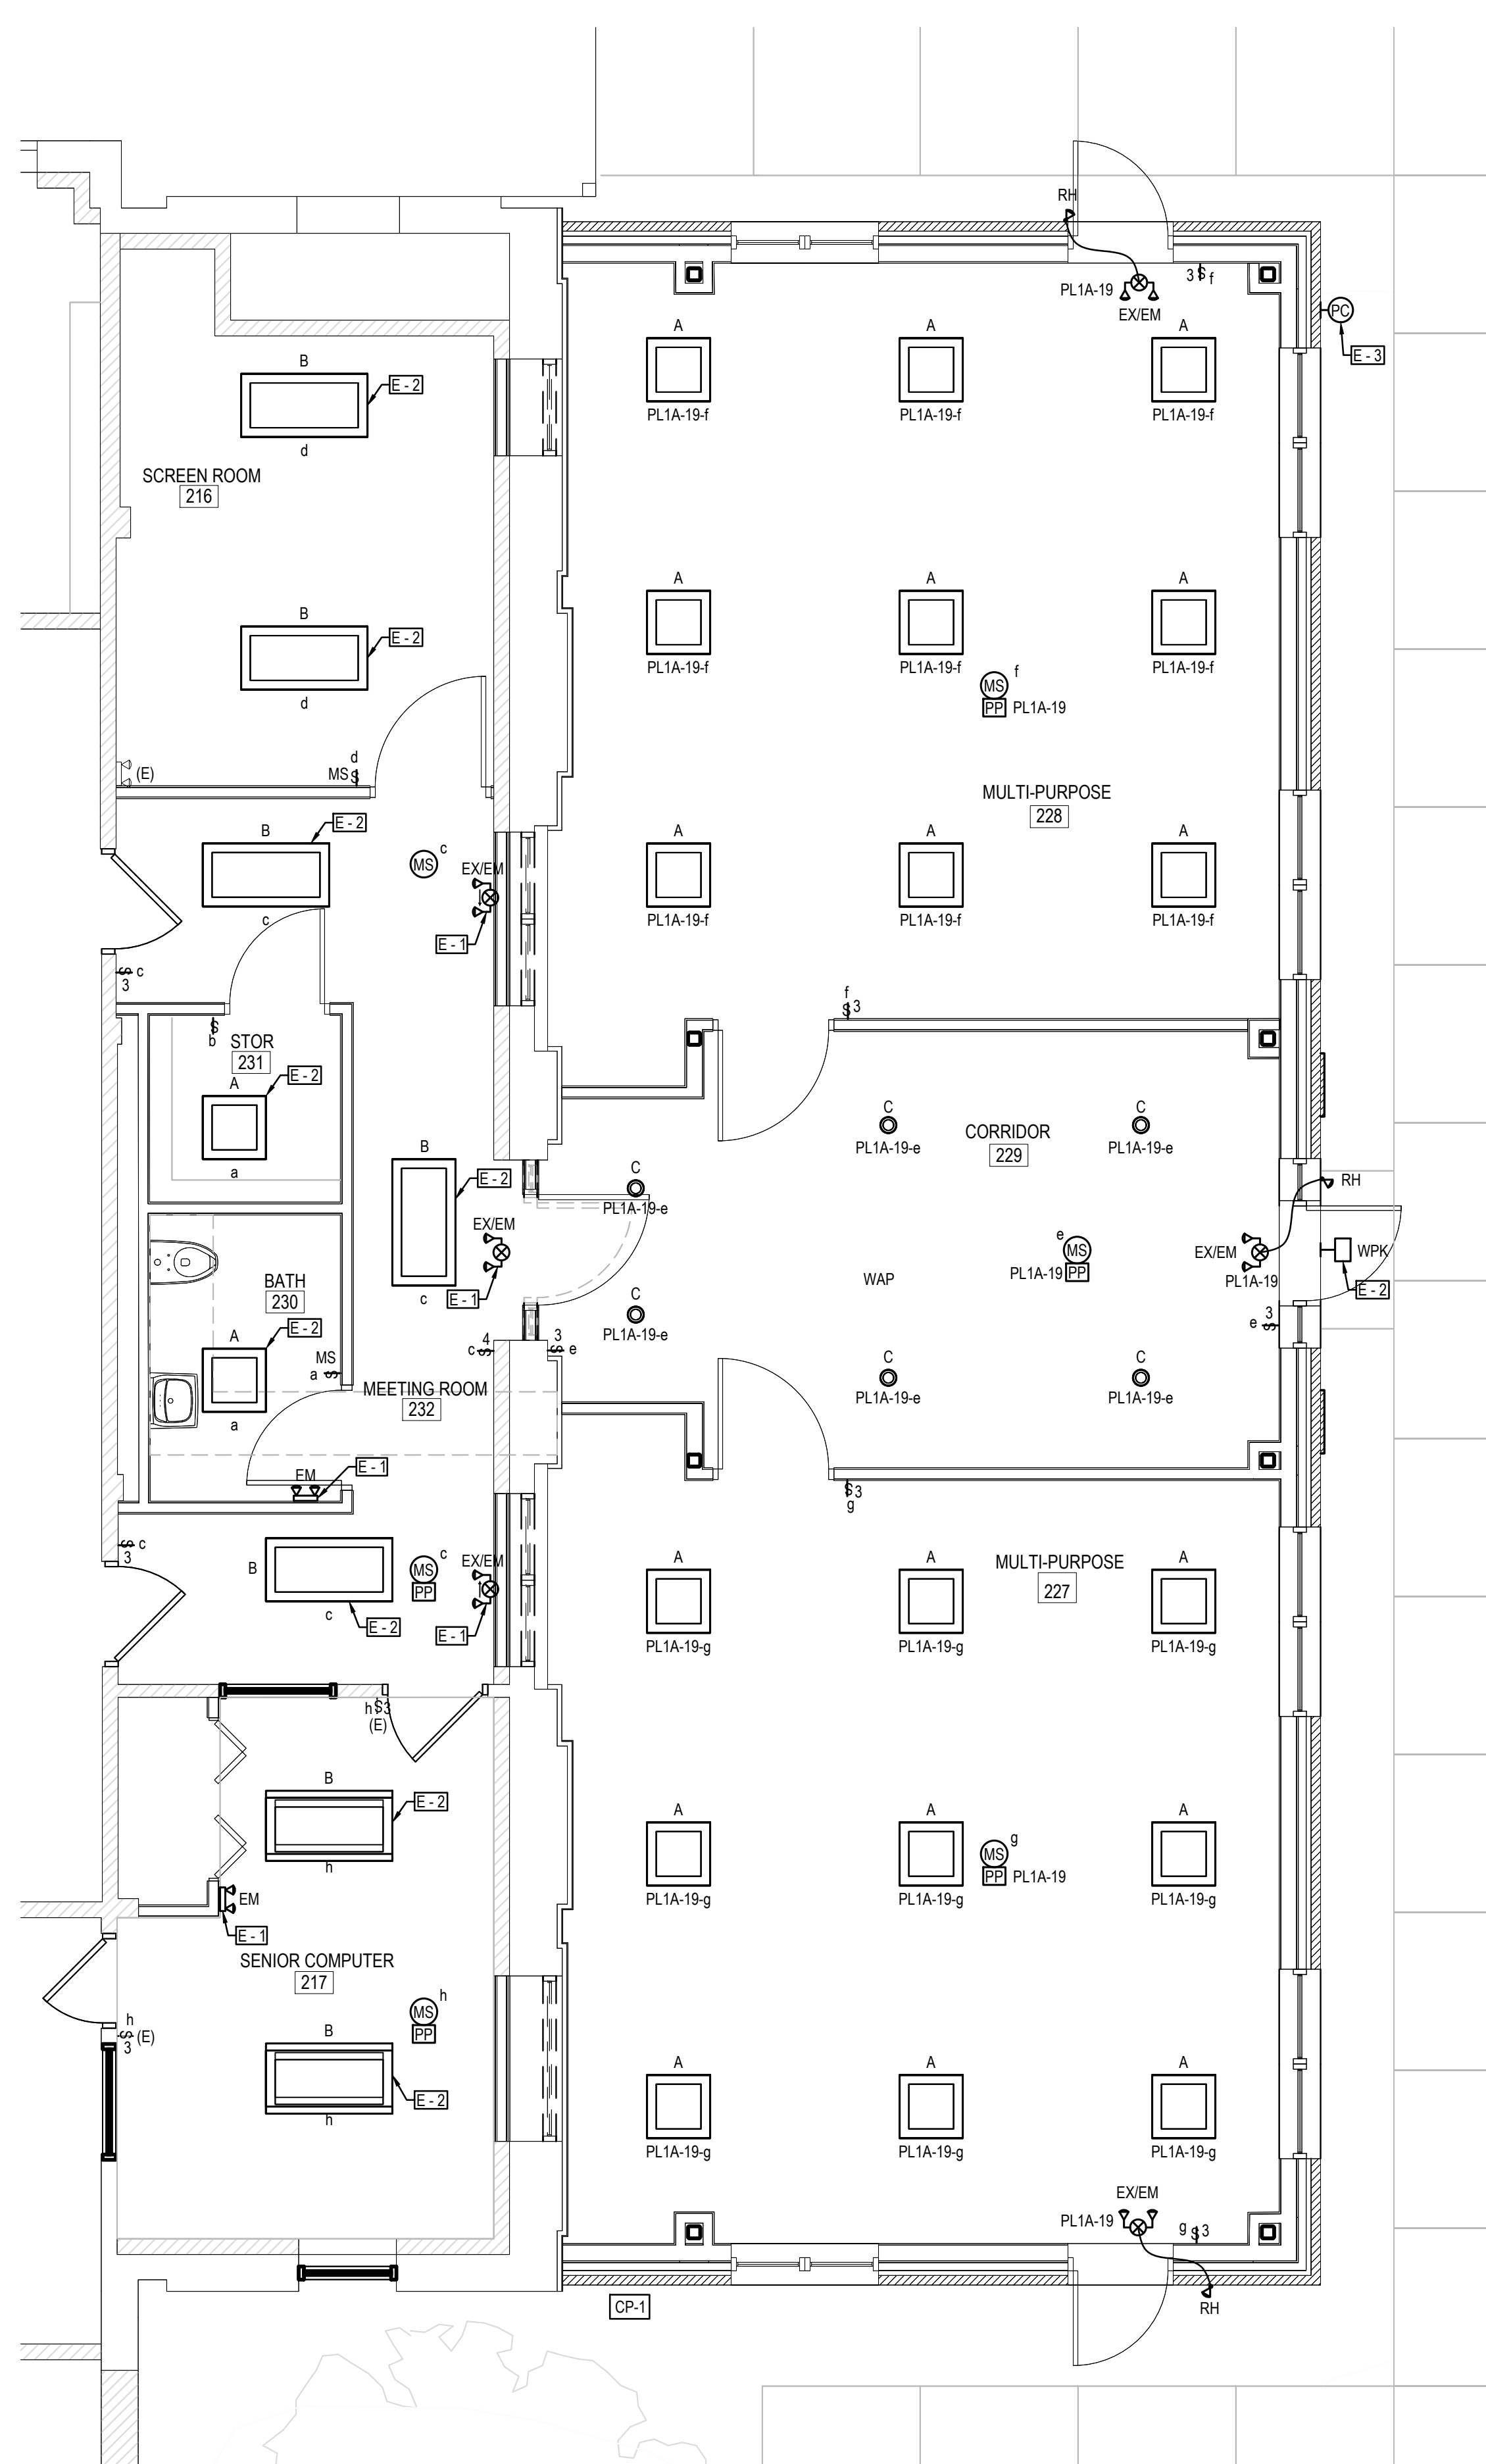 RH
PL1A-19
EX/EM
3 S f
PC
E - 3
A
A
A
PL1A-19-f
PL1A-19-f
PL1A-19-f
B
E - 2
d
SCREEN ROOM
216
A
A
A
PL1A-19-f
PL1A-19-f
PL1A-19-f
B
E - 2
d
f
MS
PP
PL1A-19
(E)
d
MS S
MULTI-PURPOSE
228
B
E - 2
c
MS
c
EX/EM
E - 1
A
A
A
PL1A-19-f
PL1A-19-f
PL1A-19-f
S c
3
f
S 3
S
b
STOR
231
A
E - 2
a
C
PL1A-19-e
C
PL1A-19-e
CORRIDOR
229
B
E - 2
c
C
PL1A-19-e
RH
EX/EM
E - 1
e
MS
PL1A-19
PP
WAP
EX/EM
PL1A-19
WPK
E - 2
BATH
230
A
E - 2
a
MS
a S
C
PL1A-19-e
3
e S
4
c S
3
S e
MEETING ROOM
232
C
PL1A-19-e
C
PL1A-19-e
EM
E - 1
S 3
g
S c
3
B
c
E - 2
MS
c
PP
EX/EM
E - 1
A
A
A
PL1A-19-g
PL1A-19-g
PL1A-19-g
MULTI-PURPOSE
227
h S 3
(E)
B
E - 2
h
A
A
A
PL1A-19-g
PL1A-19-g
PL1A-19-g
g
MS
PP
PL1A-19
EM
E - 1
SENIOR COMPUTER
217
h
MS
PP
h
S (E)
3
B
E - 2
h
A
A
A
PL1A-19-g
PL1A-19-g
PL1A-19-g
EX/EM
PL1A-19
g S 3
RH
CP-1